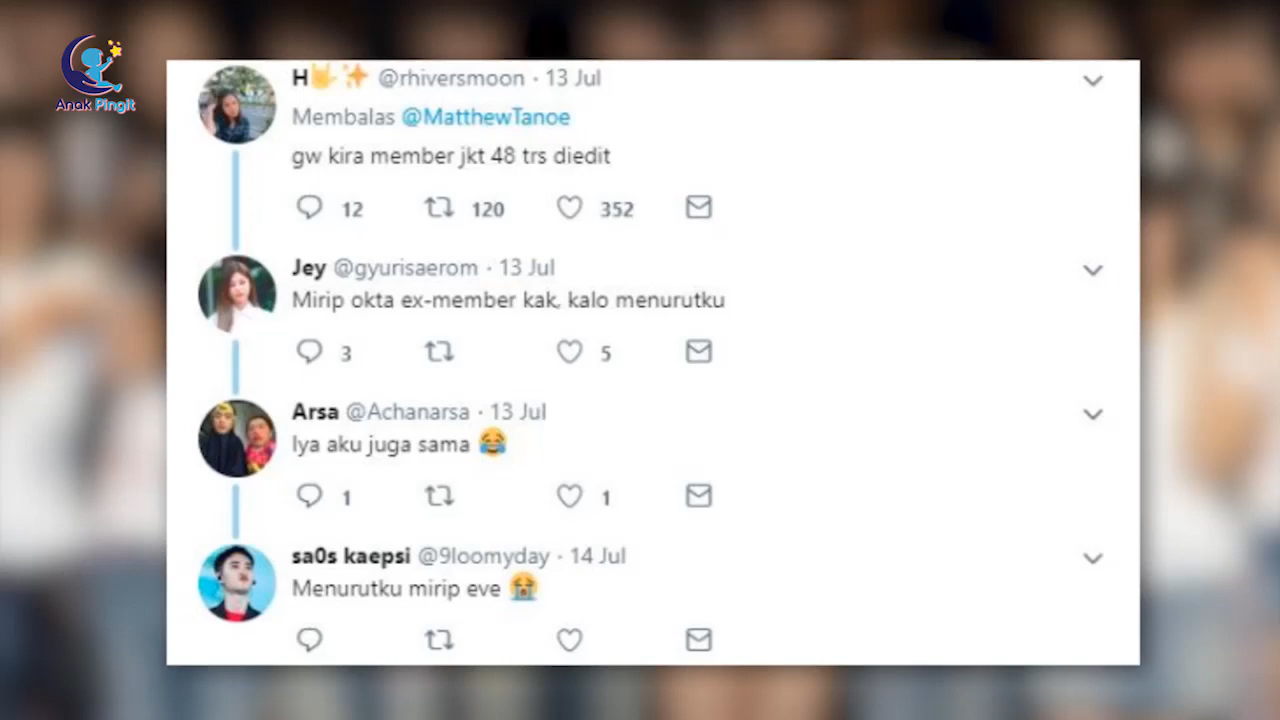 Anak Pingit
H🤟✨ @rhiversmoon · 13 Jul
Membalas @MatthewTanoe
gw kira member jkt 48 trs diedit
12 120 352
Jey @gyurisaerom · 13 Jul
Mirip okta ex-member kak, kalo menurutku
3 5
Arsa @Achanarsa · 13 Jul
Iya aku juga sama 😂
1 1
sa0s kaepsi @9loomyday · 14 Jul
Menurutku mirip eve 😭